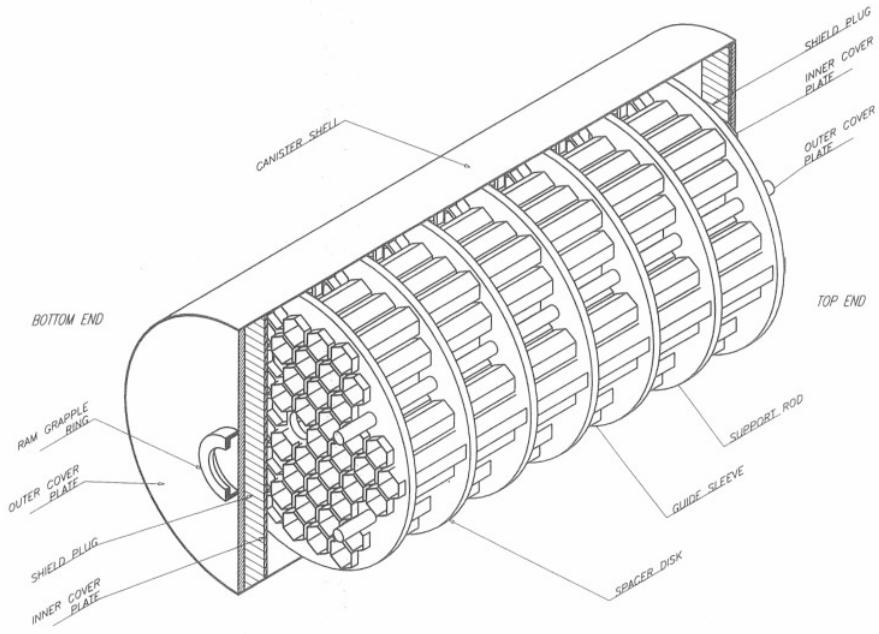 SHIELD PLUG
INNER COVER
PLATE
OUTER COVER
PLATE
CANISTER SHELL
BOTTOM END
TOP END
RAM GRAPPLE
RING
OUTER COVER
PLATE
SHIELD PLUG
INNER COVER
PLATE
SUPPORT ROD
GUIDE SLEEVE
SPACER DISK